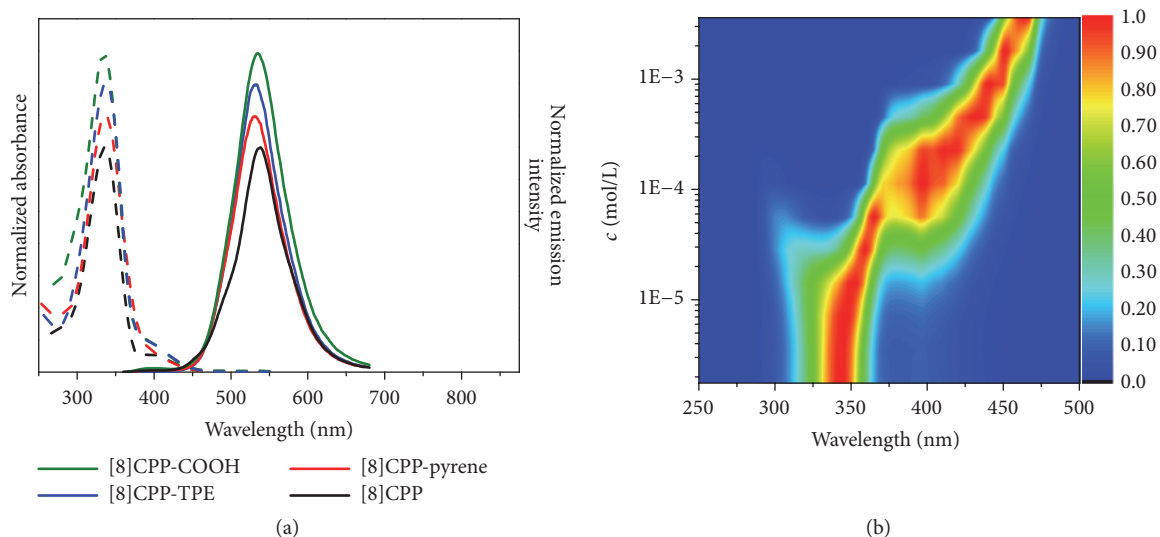 Normalized absorbance
300
400
500
600
700
800
Wavelength (nm)
Normalized emission
intensity
[8]CPP-COOH
[8]CPP-pyrene
[8]CPP-TPE
[8]CPP
(a)
c (mol/L)
1E−3
1E−4
1E−5
250
300
350
400
450
500
Wavelength (nm)
1.0
0.90
0.80
0.70
0.60
0.50
0.40
0.30
0.20
0.10
0.0
(b)